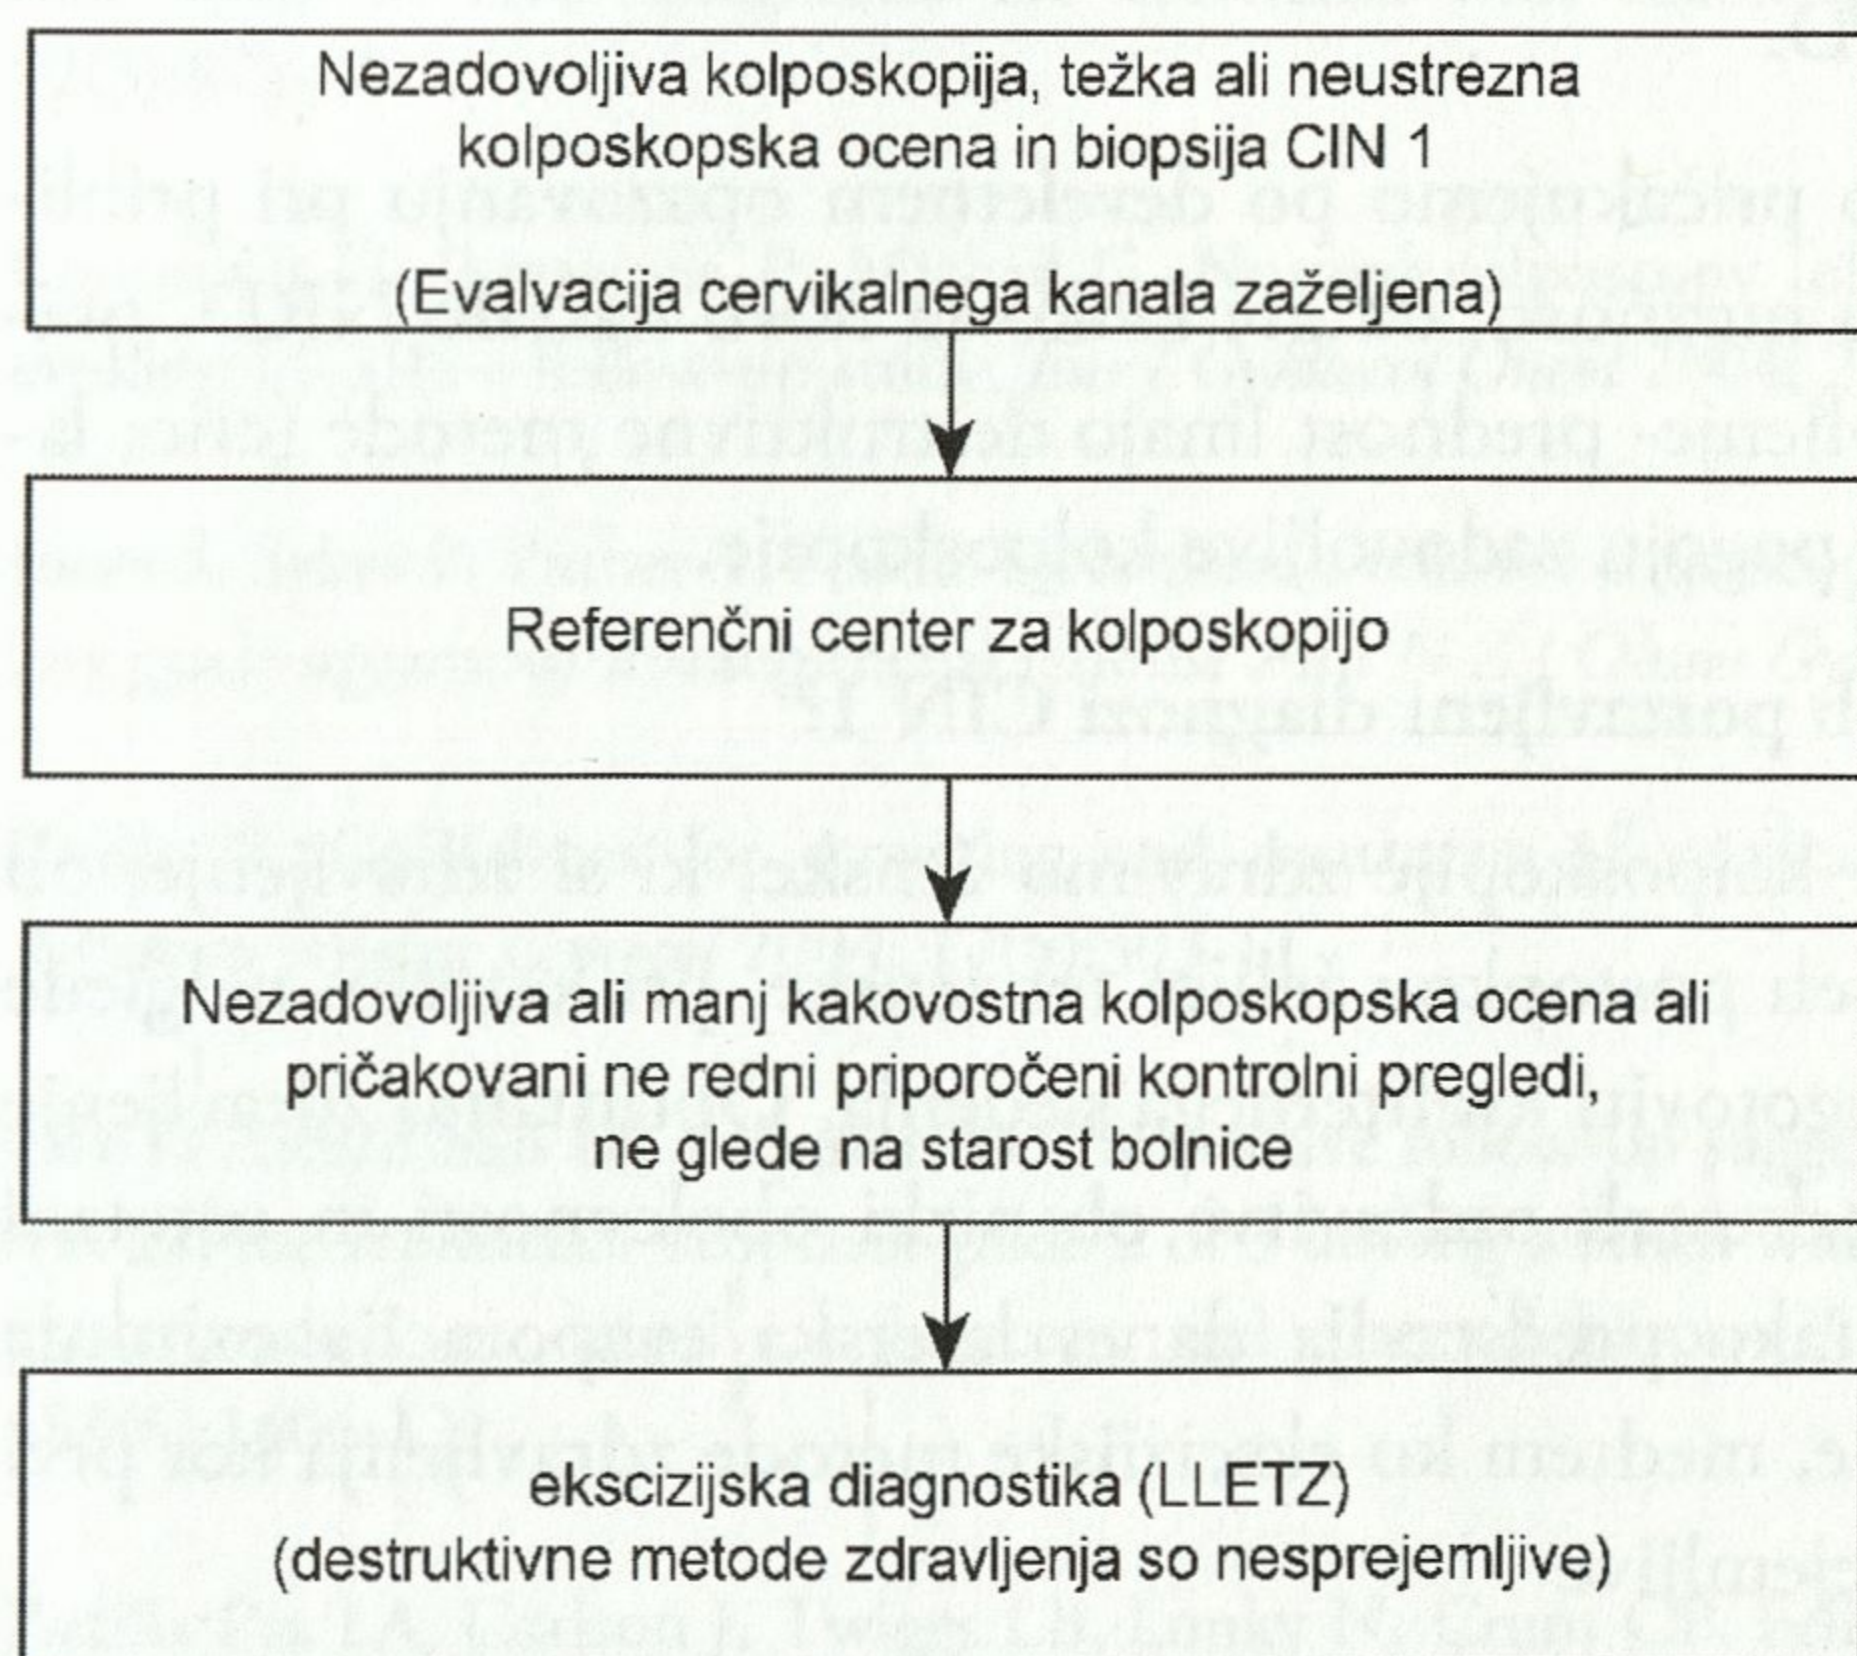 Nezadovoljiva kolposkopija, težka ali neustrezna
kolposkopska ocena in biopsija CIN 1
(Evalvacija cervikalnega kanala zaželjena)
Referenčni center za kolposkopijo
Nezadovoljiva ali manj kakovostna kolposkopska ocena ali
pričakovani ne redni priporočeni kontrolni pregledi,
ne glede na starost bolnice
ekscizijska diagnostika (LLETZ)
(destruktivne metode zdravljenja so nesprejemljive)